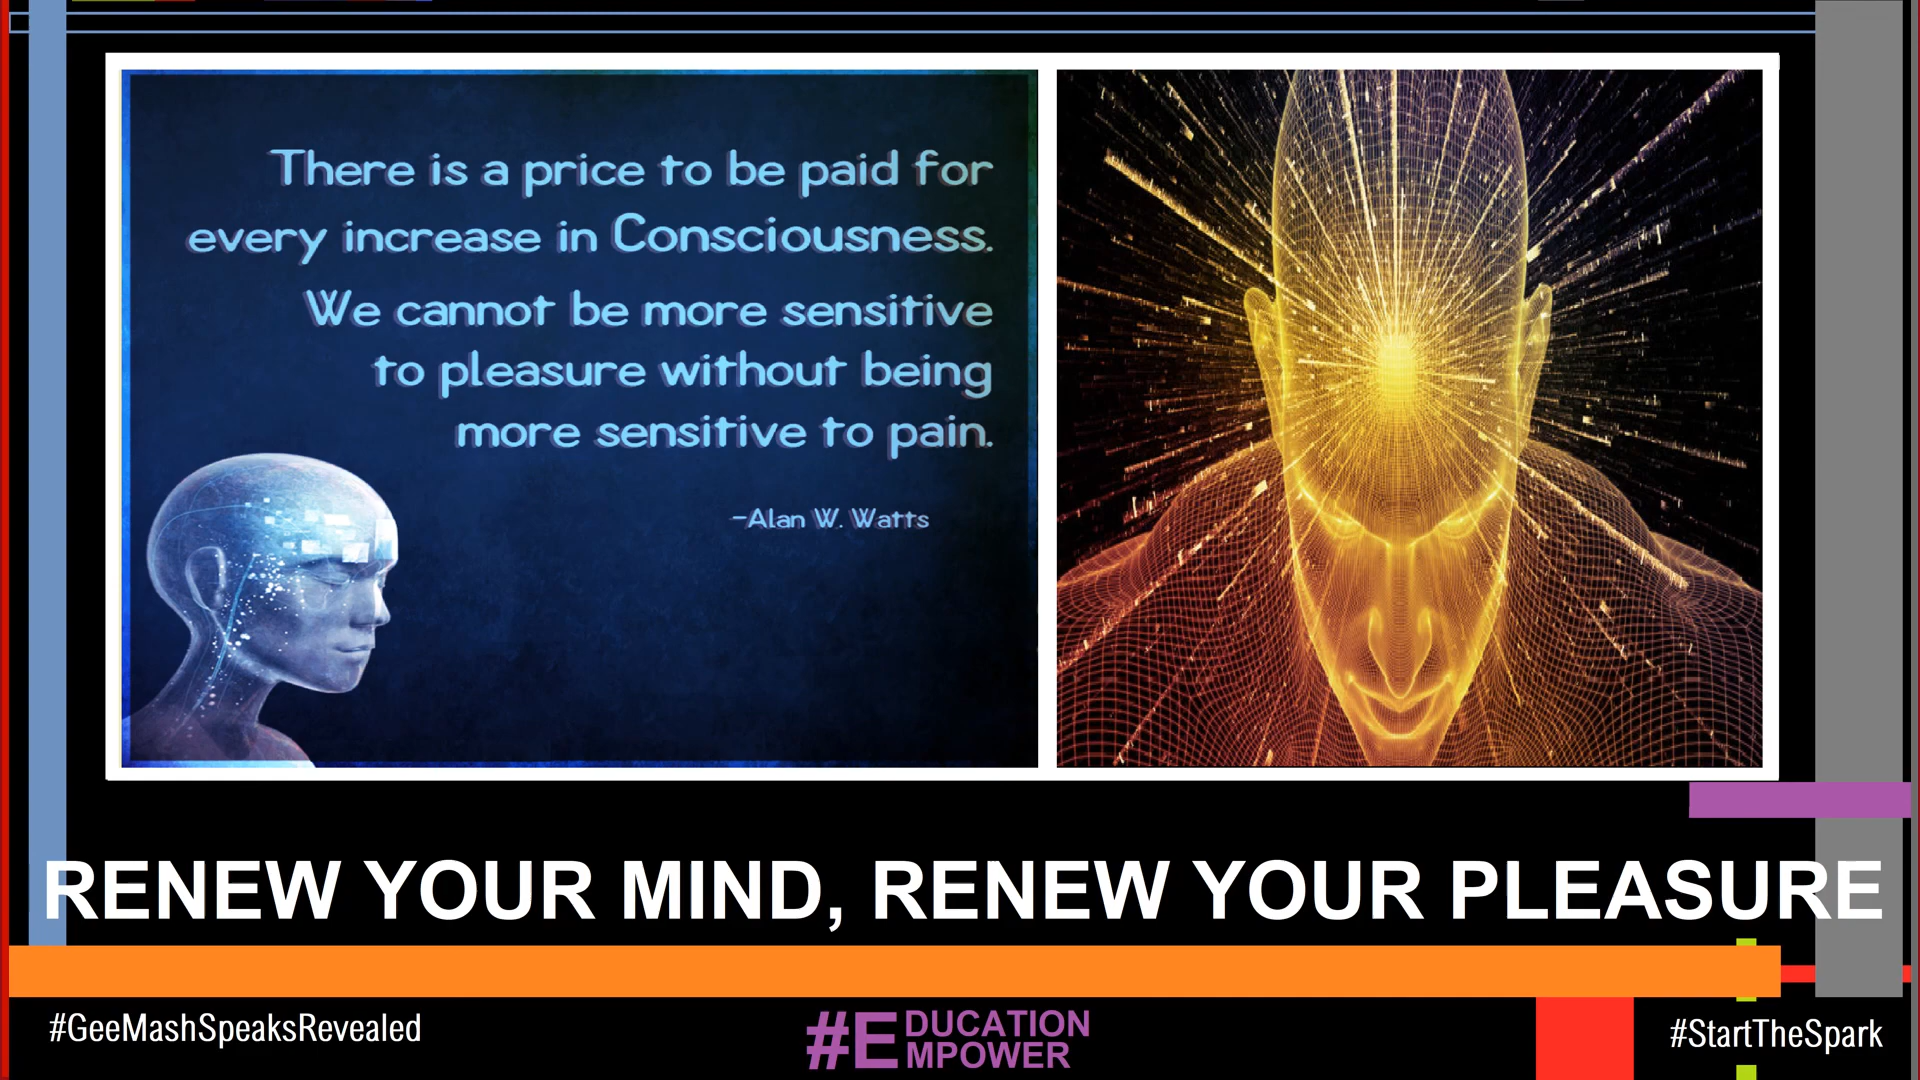 There is a price to be paid for
every increase in Consciousness.
We cannot be more sensitive
to pleasure without being
more sensitive to pain.
-Alan W. Watts
RENEW YOUR MIND, RENEW YOUR PLEASURE
#GeeMashSpeaksRevealed
#EDUCATION
EMPOWER
#StartTheSpark